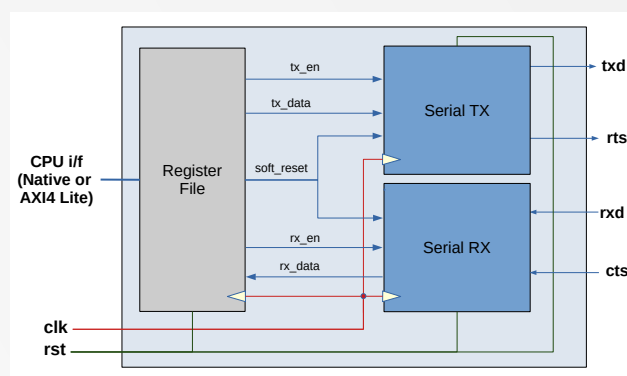 CPU i/f
(Native or
AXI4 Lite)
Register
File
tx_en
tx_data
soft_reset
rx_en
rx_data
Serial TX
Serial RX
txd
rts
rxd
cts
clk
rst